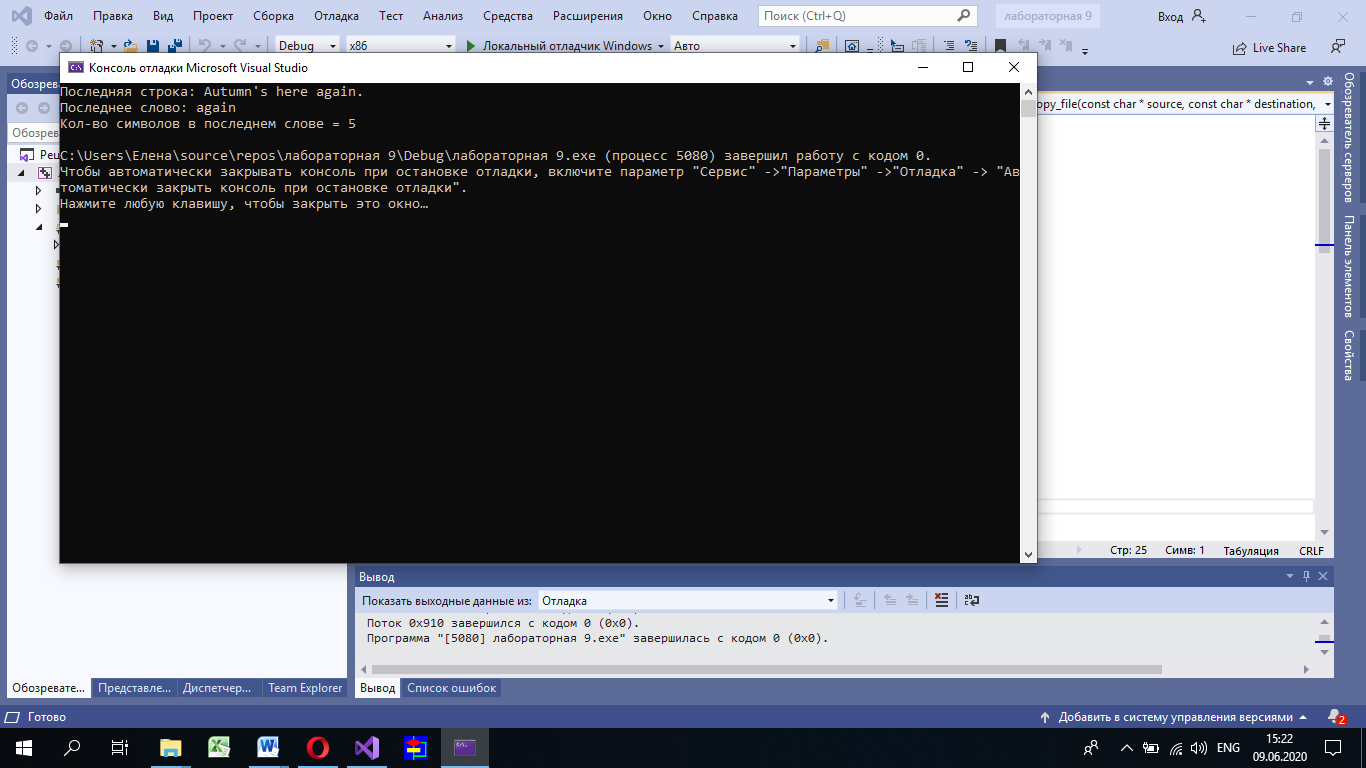 Файл Правка Вид Проект Сборка Отладка Тест Анализ Средства Расширения Окно Справка Поиск (Ctrl+Q) лабораторная 9 Вход
Debug x86 Локальный отладчик Windows Авто Live Share
Консоль отладки Microsoft Visual Studio
Последняя строка: Autumn's here again.
Последнее слово: again
Кол-во символов в последнем слове = 5
C:\Users\Елена\source\repos\лабораторная 9\Debug\лабораторная 9.exe (процесс 5080) завершил работу с кодом 0.
Чтобы автоматически закрывать консоль при остановке отладки, включите параметр "Сервис" ->"Параметры" ->"Отладка" -> "Ав
томатически закрыть консоль при остановке отладки".
Нажмите любую клавишу, чтобы закрыть это окно…
Обозрев
Обозрев
Реш
opy_file(const char * source, const char * destination,
Обозреватель серверов
Панель элементов
Свойства
Стр: 25 Симв: 1 Табуляция CRLF
Вывод
Показать выходные данные из: Отладка
Поток 0x910 завершился с кодом 0 (0x0).
Программа "[5080] лабораторная 9.exe" завершилась с кодом 0 (0x0).
Обозревате... Представле... Диспетчер... Team Explorer Вывод Список ошибок
Готово Добавить в систему управления версиями 2
ENG 15:22
09.06.2020